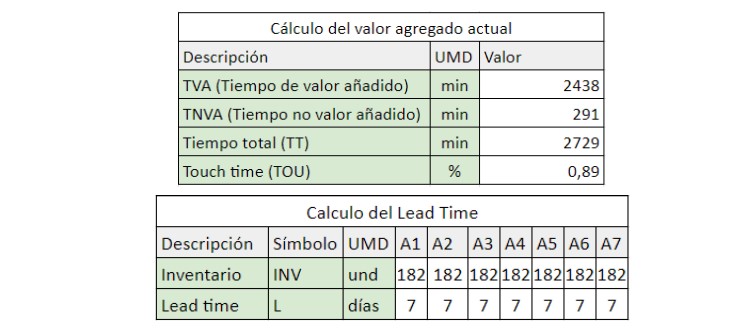 Cálculo del valor agregado actual
Descripción UMD Valor
TVA (Tiempo de valor añadido) min 2438
TNVA (Tiempo no valor añadido) min 291
Tiempo total (TT) min 2729
Touch time (TOU) % 0,89
Calculo del Lead Time
Descripción Símbolo UMD A1 A2 A3 A4 A5 A6 A7
Inventario INV und 182 182 182 182 182 182 182
Lead time L días 7 7 7 7 7 7 7